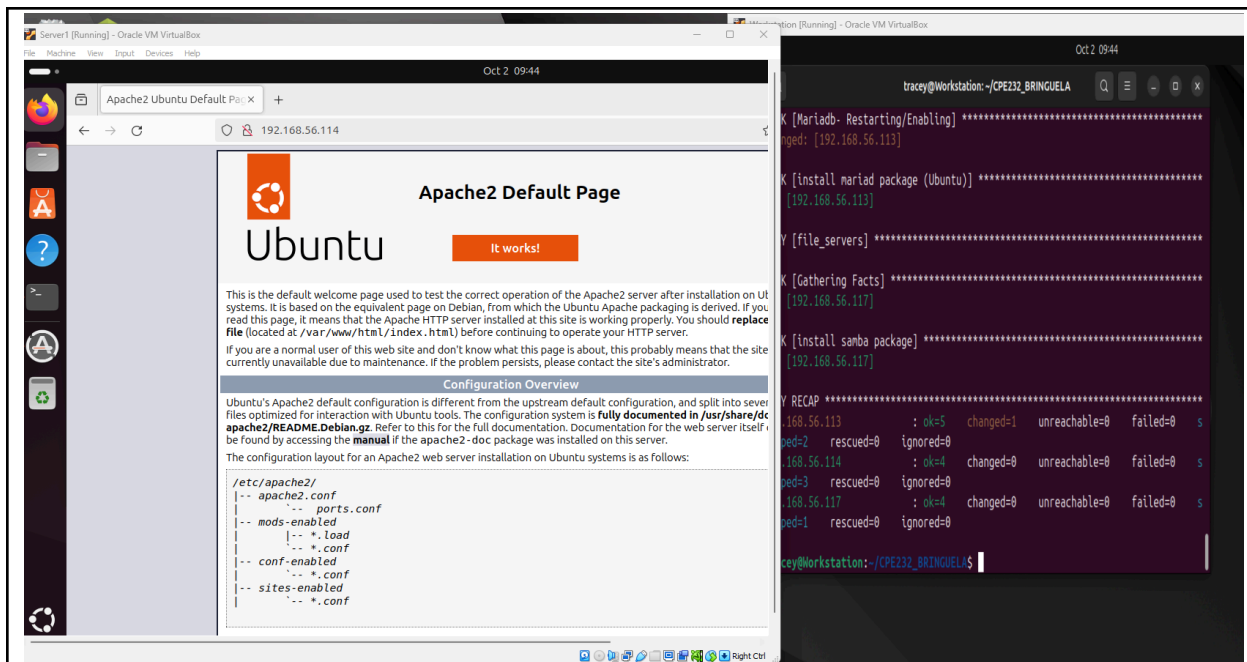 Server1 [Running] - Oracle VM VirtualBox
File Machine View Input Devices Help
Oct 2 09:44
Apache2 Ubuntu Default Pag
192.168.56.114
Ubuntu
Apache2 Default Page
It works!
This is the default welcome page used to test the correct operation of the Apache2 server after installation on Ub
systems. It is based on the equivalent page on Debian, from which the Ubuntu Apache packaging is derived. If you
read this page, it means that the Apache HTTP server installed at this site is working properly. You should replace
file (located at /var/www/html/index.html) before continuing to operate your HTTP server.
If you are a normal user of this web site and don't know what this page is about, this probably means that the site
currently unavailable due to maintenance. If the problem persists, please contact the site's administrator.
Configuration Overview
Ubuntu's Apache2 default configuration is different from the upstream default configuration, and split into sever
files optimized for interaction with Ubuntu tools. The configuration system is fully documented in /usr/share/do
apache2/README.Debian.gz. Refer to this for the full documentation. Documentation for the web server itself
be found by accessing the manual if the apache2-doc package was installed on this server.
The configuration layout for an Apache2 web server installation on Ubuntu systems is as follows:
/etc/apache2/
|-- apache2.conf
|       `--  ports.conf
|-- mods-enabled
|       |-- *.load
|       `-- *.conf
|-- conf-enabled
|       `-- *.conf
|-- sites-enabled
|       `-- *.conf
Right Ctrl
[Running] - Oracle VM VirtualBox
Oct 2 09:44
tracey@Workstation: ~/CPE232_BRINGUELA
K [Mariadb- Restarting/Enabling] ******************************************
nged: [192.168.56.113]
K [install mariad package (Ubuntu)] ***************************************
[192.168.56.113]
Y [file_servers] **********************************************************
K [Gathering Facts] *******************************************************
[192.168.56.117]
K [install samba package] *************************************************
[192.168.56.117]
Y RECAP *******************************************************************
.168.56.113 : ok=5 changed=1 unreachable=0 failed=0 s
ped=2 rescued=0 ignored=0
.168.56.114 : ok=4 changed=0 unreachable=0 failed=0 s
ped=3 rescued=0 ignored=0
.168.56.117 : ok=4 changed=0 unreachable=0 failed=0 s
ped=1 rescued=0 ignored=0
cey@Workstation:~/CPE232_BRINGUELA$